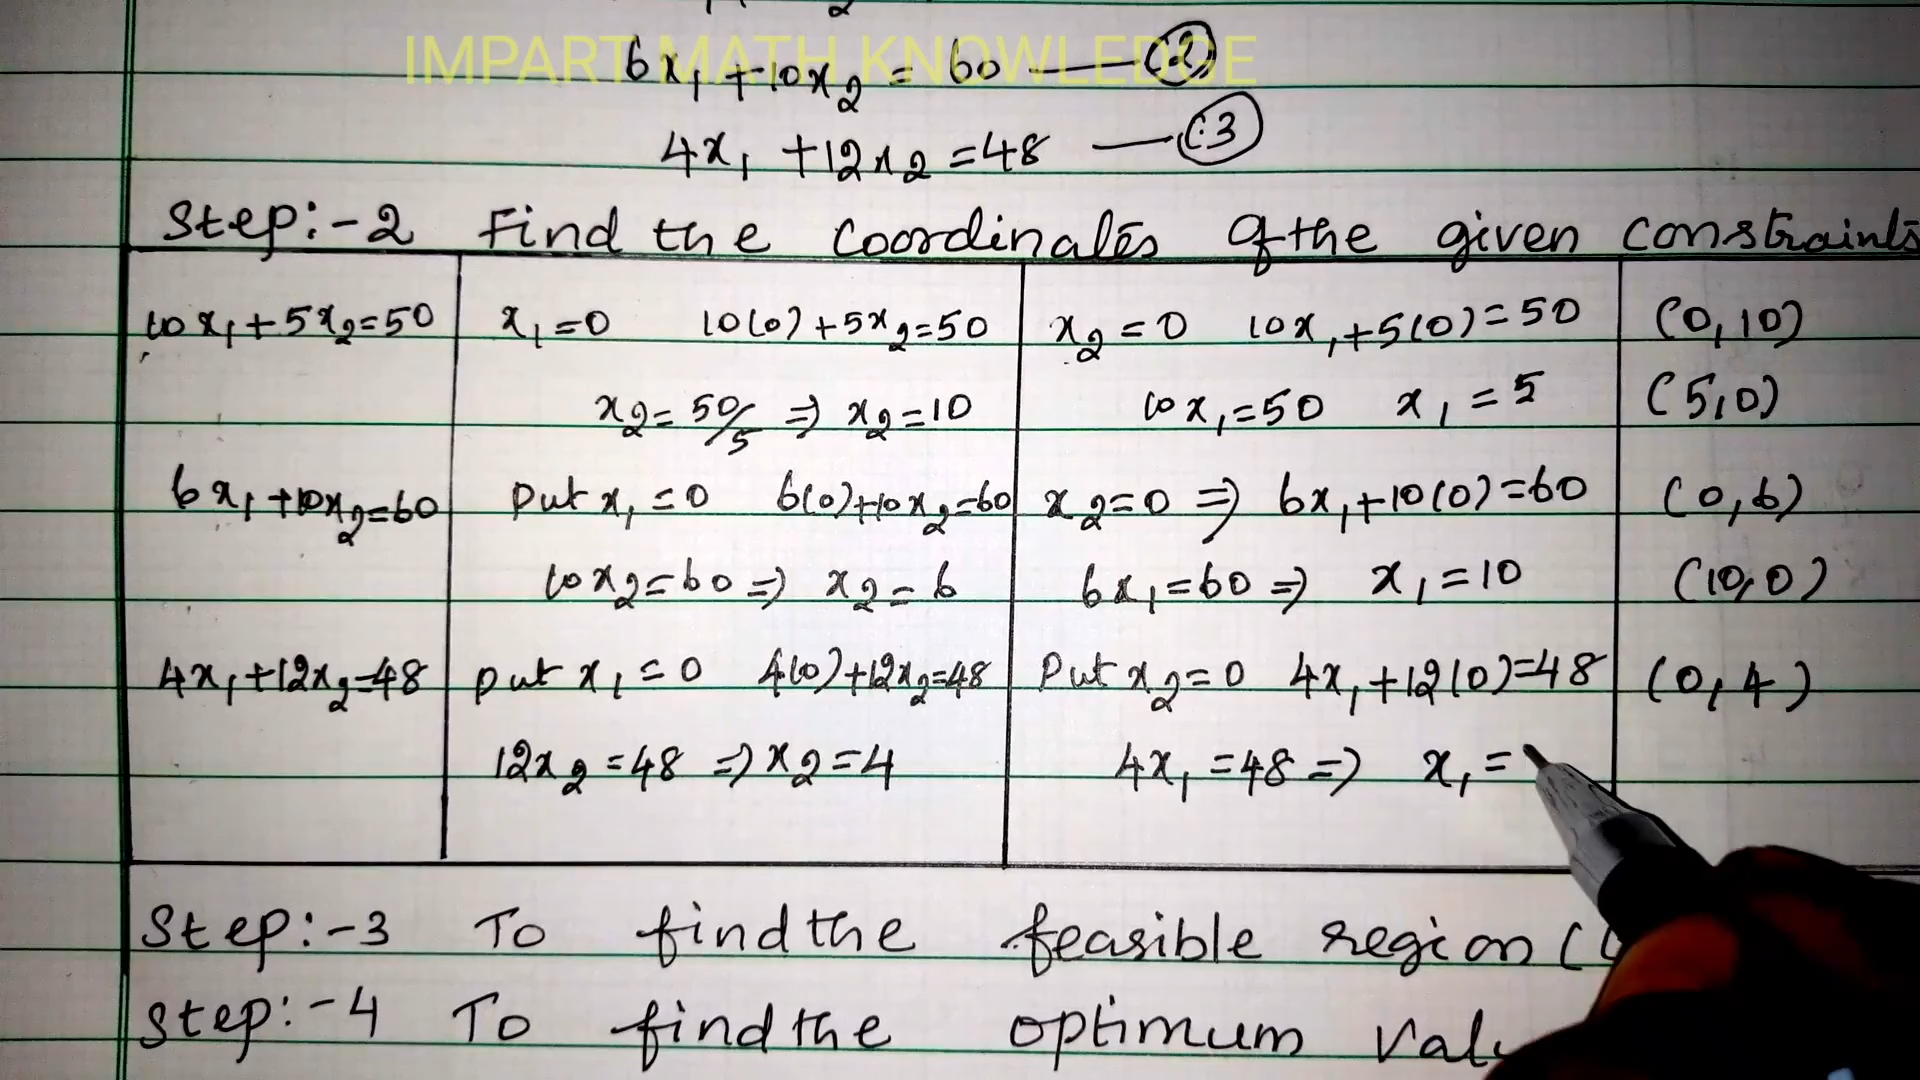 IMPART MATH KNOWLEDGE
6x₁ + 10x₂ = 60 —— (2)
4x₁ + 12x₂ = 48 —— (3)
Step:-2 Find the coordinates of the given constraints
10x₁ + 5x₂ = 50 x₁ = 0 10(0) + 5x₂ = 50 x₂ = 0 10x₁ + 5(0) = 50 (0,10)
x₂ = 50/5 ⇒ x₂ = 10 10x₁ = 50 x₁ = 5 (5,0)
6x₁ + 10x₂ = 60 Put x₁ = 0 6(0) + 10x₂ = 60 x₂ = 0 ⇒ 6x₁ + 10(0) = 60 (0,6)
10x₂ = 60 ⇒ x₂ = 6 6x₁ = 60 ⇒ x₁ = 10 (10,0)
4x₁ + 12x₂ = 48 put x₁ = 0 4(0) + 12x₂ = 48 Put x₂ = 0 4x₁ + 12(0) = 48 (0,4)
12x₂ = 48 ⇒ x₂ = 4 4x₁ = 48 ⇒ x₁ =
Step:-3 To find the feasible region (
Step:-4 To find the optimum